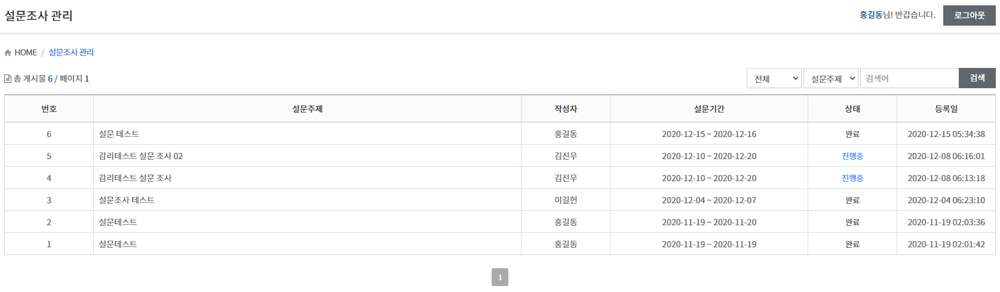 설문조사 관리
홍길동님! 반갑습니다. 로그아웃
HOME / 설문조사 관리
총 게시물 6 / 페이지 1 전체 설문주제 검색어 검색
번호 설문주제 작성자 설문기간 상태 등록일
6 설문 테스트 홍길동 2020-12-15 ~ 2020-12-16 완료 2020-12-15 05:34:38
5 감리테스트 설문 조사 02 김진우 2020-12-10 ~ 2020-12-20 진행중 2020-12-08 06:16:01
4 감리테스트 설문 조사 김진우 2020-12-10 ~ 2020-12-20 진행중 2020-12-08 06:13:18
3 설문조사 테스트 이길헌 2020-12-04 ~ 2020-12-07 완료 2020-12-04 06:23:10
2 설문테스트 홍길동 2020-11-19 ~ 2020-11-20 완료 2020-11-19 02:03:36
1 설문테스트 홍길동 2020-11-19 ~ 2020-11-19 완료 2020-11-19 02:01:42
1